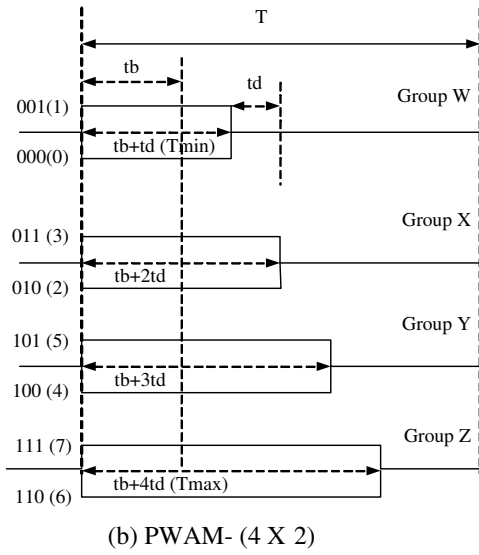 T
tb
td
Group W
001(1)
tb+td (Tmin)
000(0)
Group X
011 (3)
tb+2td
010 (2)
Group Y
101 (5)
tb+3td
100 (4)
Group Z
111 (7)
tb+4td (Tmax)
110 (6)
(b) PWAM- (4 X 2)